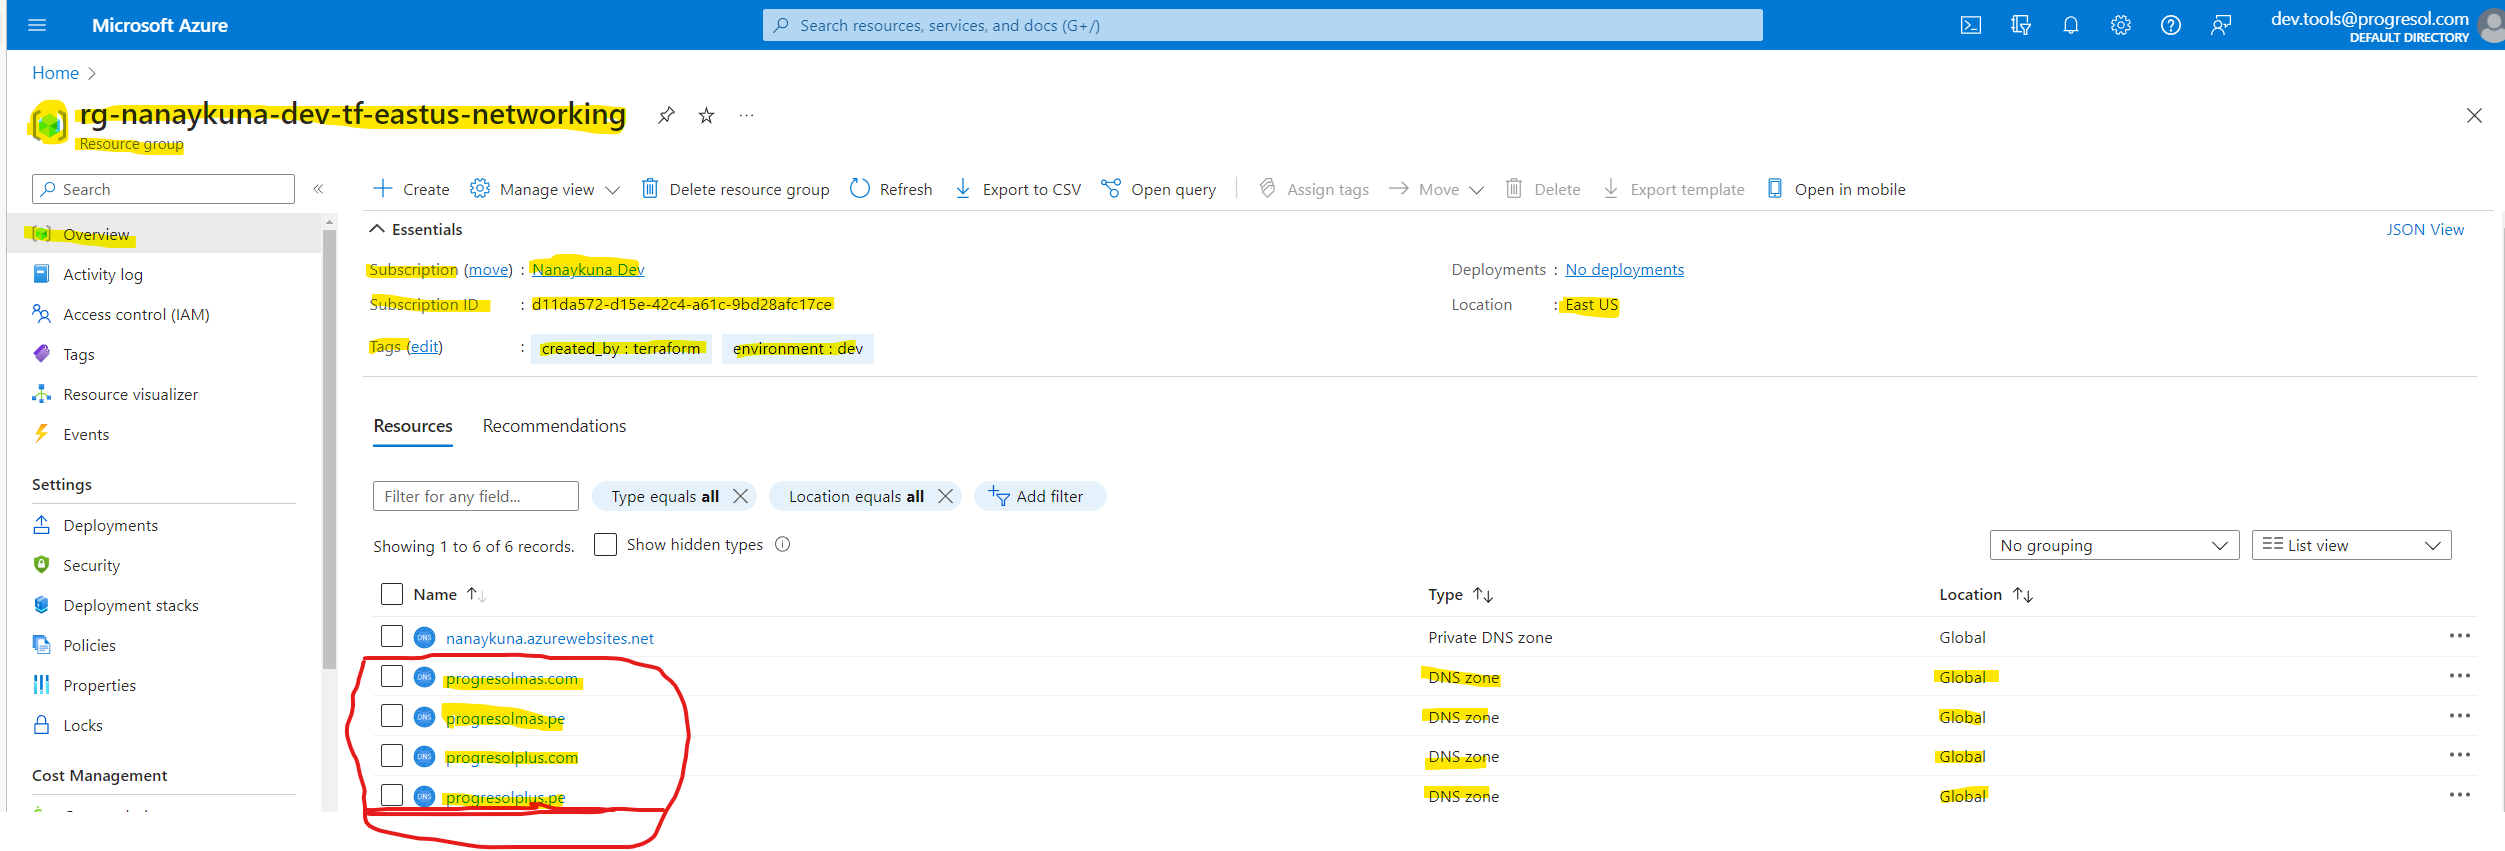 Microsoft Azure
Search resources, services, and docs (G+/)
dev.tools@progresol.com
DEFAULT DIRECTORY
Home
rg-nanaykuna-dev-tf-eastus-networking
Resource group
Search
Overview
Activity log
Access control (IAM)
Tags
Resource visualizer
Events
Settings
Deployments
Security
Deployment stacks
Policies
Properties
Locks
Cost Management
Create
Manage view
Delete resource group
Refresh
Export to CSV
Open query
Assign tags
Move
Delete
Export template
Open in mobile
Essentials
JSON View
Subscription (move) : Nanaykuna Dev
Deployments : No deployments
Subscription ID : d11da572-d15e-42c4-a61c-9bd28afc17ce
Location : East US
Tags (edit) : created_by : terraform environment : dev
Resources Recommendations
Filter for any field... Type equals all Location equals all Add filter
Showing 1 to 6 of 6 records. Show hidden types
No grouping List view
Name Type Location
DNS nanaykuna.azurewebsites.net Private DNS zone Global
DNS progresolmas.com DNS zone Global
DNS progresolmas.pe DNS zone Global
DNS progresolplus.com DNS zone Global
DNS progresolplus.pe DNS zone Global